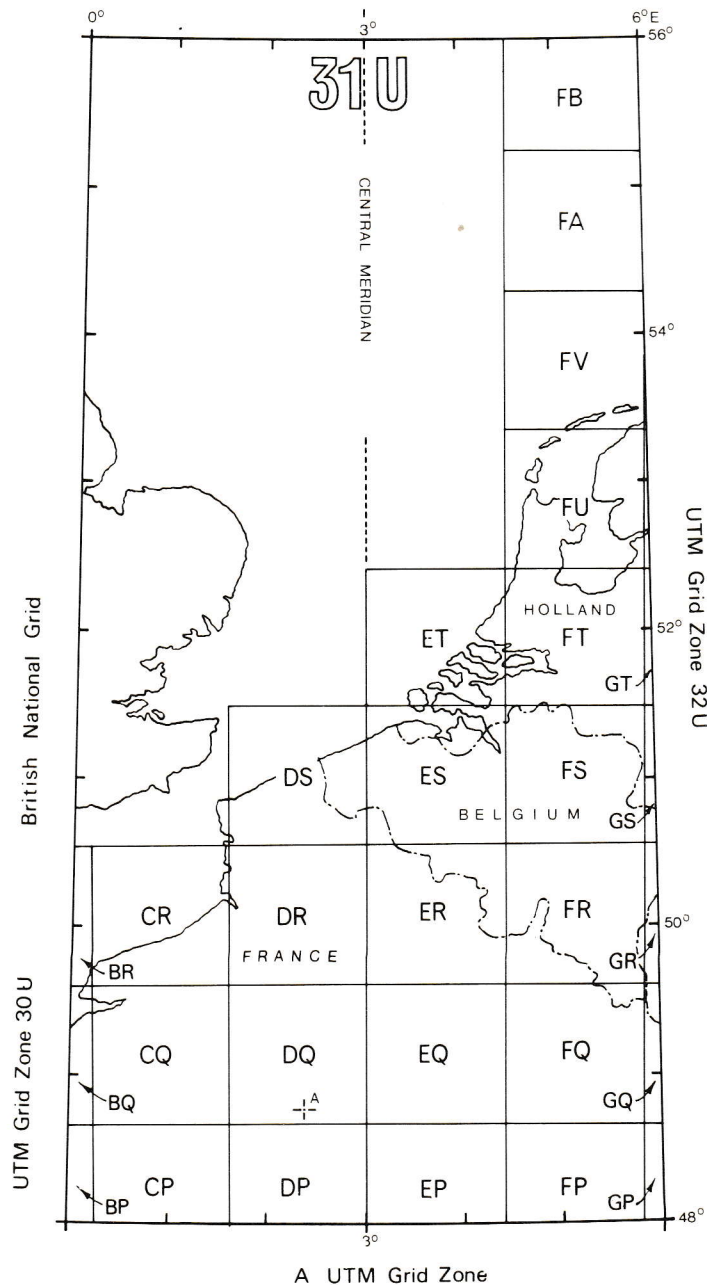 0° 3° 6°E
56°
31U
FB
CENTRAL MERIDIAN
FA
54°
FV
FU
UTM Grid Zone 32U
HOLLAND
52°
ET FT
GT
British National Grid
DS ES FS
BELGIUM
GS
CR DR ER FR
50°
FRANCE
BR GR
UTM Grid Zone 30U
CQ DQ EQ FQ
A
BQ GQ
CP DP EP FP
BP GP
48°
3°
A UTM Grid Zone